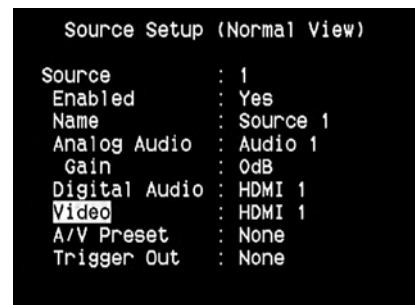 Source Setup (Normal View)
Source : 1
Enabled : Yes
Name : Source 1
Analog Audio : Audio 1
Gain : 0dB
Digital Audio : HDMI 1
Video : HDMI 1
A/V Preset : None
Trigger Out : None